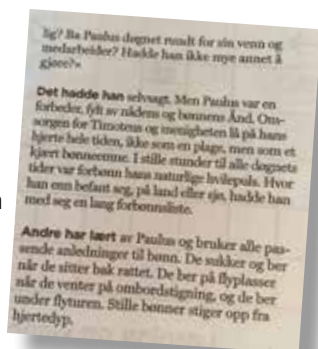 lig? Ba Paulus døgnet rundt for sin venn og
medarbeider? Hadde han ikke mye annet å
gjøre?»
Det hadde han selvsagt. Men Paulus var en
forbeder, fylt av nådens og bønnens Ånd. Om-
sorgen for Timoteus og menigheten lå på hans
hjerte hele tiden, ikke som en plage, men som et
kjært bønneemne. I stille stunder til alle døgnets
tider var forbønn hans naturlige hvilepuls. Hvor
han enn befant seg, på land eller sjø, hadde han
med seg en lang forbønnsliste.
Andre har lært av Paulus og bruker alle pas-
sende anledninger til bønn. De sukker og ber
når de sitter bak rattet. De ber på flyplasser
når de venter på ombordstigning, og de ber
under flyturen. Stille bønner stiger opp fra
hjertedyp.